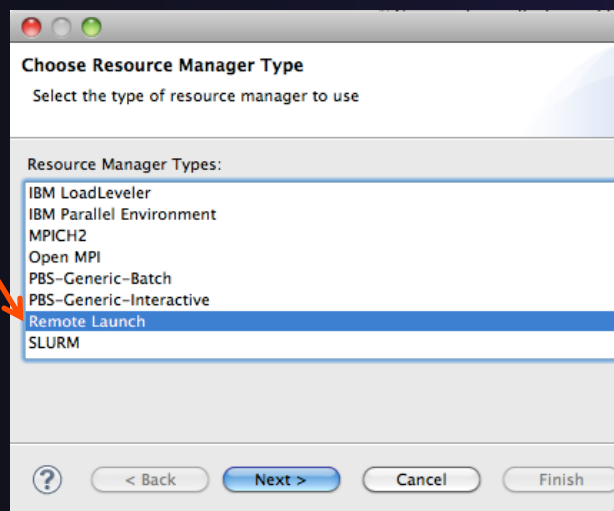 Choose Resource Manager Type
Select the type of resource manager to use
Resource Manager Types:
IBM LoadLeveler
IBM Parallel Environment
MPICH2
Open MPI
PBS-Generic-Batch
PBS-Generic-Interactive
Remote Launch
SLURM
? < Back Next > Cancel Finish